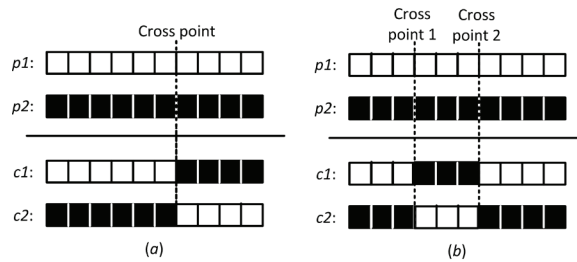 Cross point
p1:
p2:
c1:
c2:
(a)
Cross point 1
Cross point 2
p1:
p2:
c1:
c2:
(b)